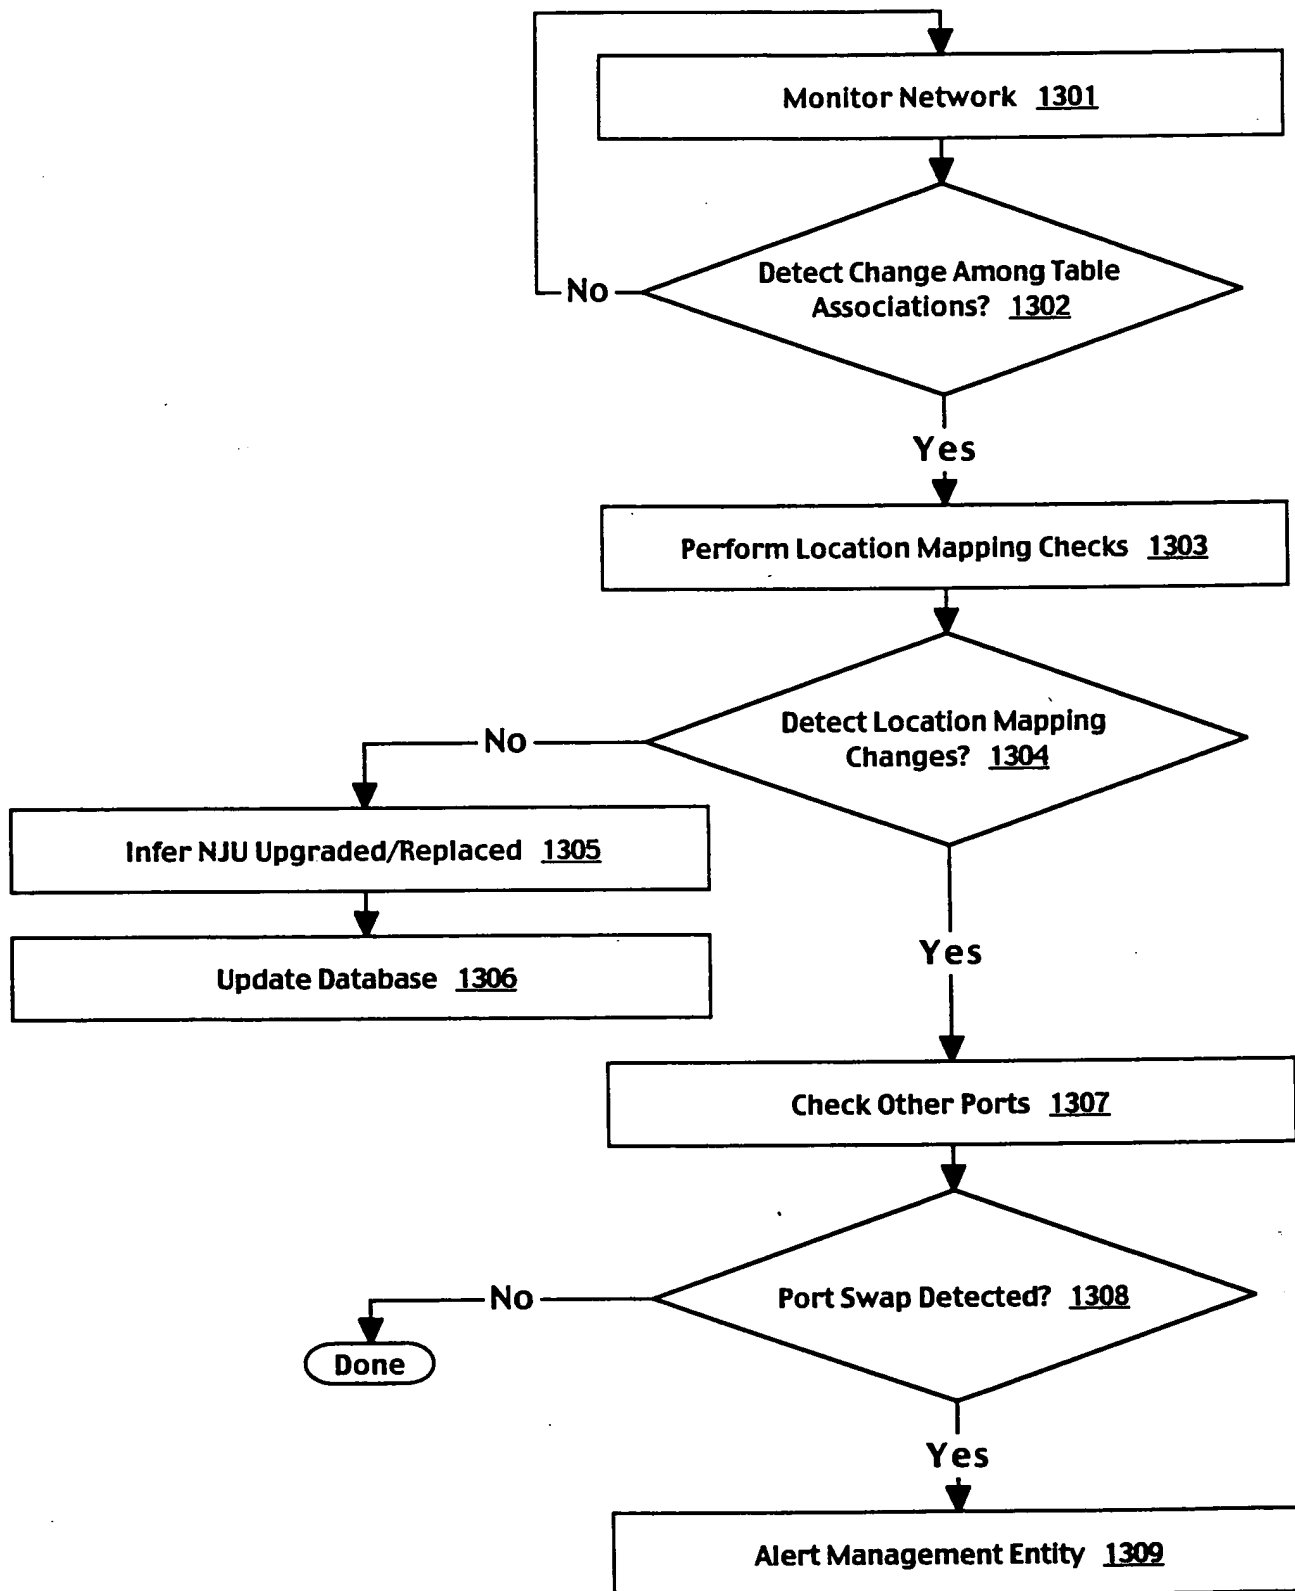 Monitor Network 1301
Detect Change Among Table
Associations? 1302
No
Yes
Perform Location Mapping Checks 1303
Detect Location Mapping
Changes? 1304
No
Infer NJU Upgraded/Replaced 1305
Update Database 1306
Yes
Check Other Ports 1307
Port Swap Detected? 1308
No
Done
Yes
Alert Management Entity 1309